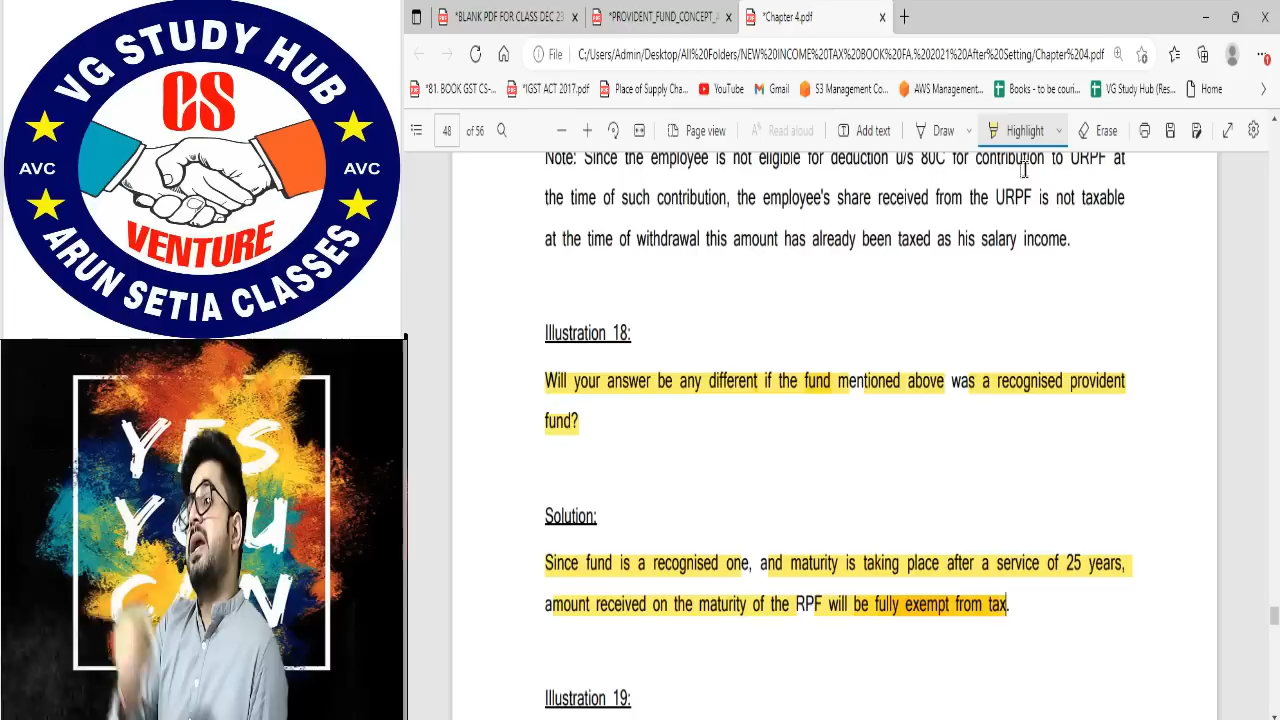 VG STUDY HUB
CS
AVC
AVC
VENTURE
ARUN SETIA CLASSES
YES
YOU
CAN
*BLANK PDF FOR CLASS DEC 23
*PROVIDENT_FUND_CONCEPT_
*Chapter 4.pdf
File
C:/Users/Admin/Desktop/All%20Folders/NEW%20INCOME%20TAX%20BOOK%20FA.%202021%20After%20Setting/Chapter%204.pdf
*81. BOOK GST CS-...
*IGST ACT 2017.pdf
Place of Supply Cha...
YouTube
Gmail
S3 Management Co...
AWS Management...
Books - to be couri...
VG Study Hub (Res...
Home
48 of 56
Page view
Read aloud
Add text
Draw
Highlight
Erase
Note: Since the employee is not eligible for deduction u/s 80C for contribution to URPF at
the time of such contribution, the employee's share received from the URPF is not taxable
at the time of withdrawal this amount has already been taxed as his salary income.
Illustration 18:
Will your answer be any different if the fund mentioned above was a recognised provident
fund?
Solution:
Since fund is a recognised one, and maturity is taking place after a service of 25 years,
amount received on the maturity of the RPF will be fully exempt from tax.
Illustration 19: